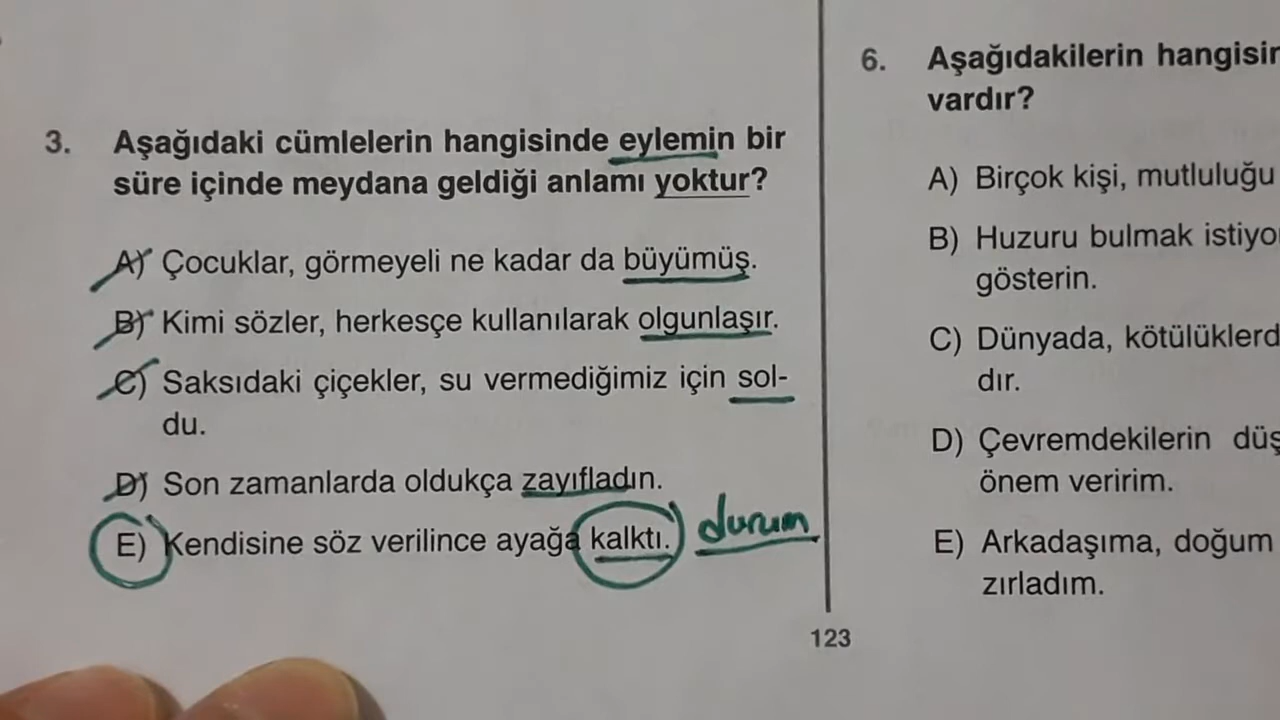 3. Aşağıdaki cümlelerin hangisinde eylemin bir
süre içinde meydana geldiği anlamı yoktur?
A) Çocuklar, görmeyeli ne kadar da büyümüş.
B) Kimi sözler, herkesçe kullanılarak olgunlaşır.
C) Saksıdaki çiçekler, su vermediğimiz için sol-
du.
D) Son zamanlarda oldukça zayıfladın.
E) Kendisine söz verilince ayağa kalktı. durum
123
6. Aşağıdakilerin hangisin
vardır?
A) Birçok kişi, mutluluğu
B) Huzuru bulmak istiyo
gösterin.
C) Dünyada, kötülüklerd
dır.
D) Çevremdekilerin düş
önem veririm.
E) Arkadaşıma, doğum
zırladım.